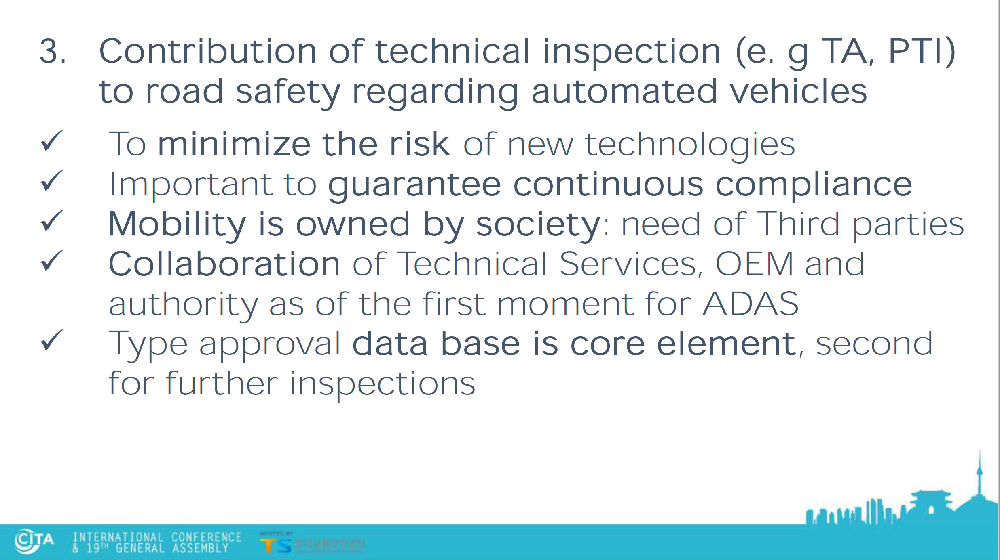 3. Contribution of technical inspection (e. g TA, PTI)
to road safety regarding automated vehicles
✓ To minimize the risk of new technologies
✓ Important to guarantee continuous compliance
✓ Mobility is owned by society: need of Third parties
✓ Collaboration of Technical Services, OEM and
authority as of the first moment for ADAS
✓ Type approval data base is core element, second
for further inspections
CITA
INTERNATIONAL CONFERENCE
& 19TH GENERAL ASSEMBLY
HOSTED BY
TS